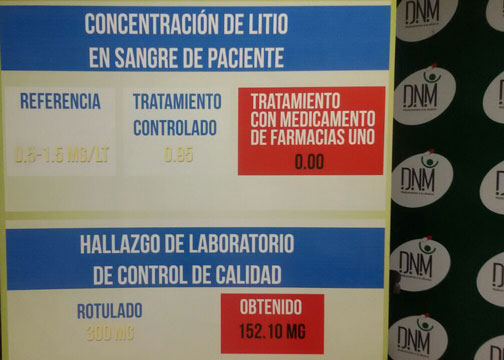 CONCENTRACIÓN DE LITIO
EN SANGRE DE PACIENTE
REFERENCIA
0.5-1.5 MG/LT
TRATAMIENTO
CONTROLADO
0.85
TRATAMIENTO
CON MEDICAMENTO
DE FARMACIAS UNO
0.00
HALLAZGO DE LABORATORIO
DE CONTROL DE CALIDAD
ROTULADO
300 MG
OBTENIDO
152.10 MG
DNM
DNM
DNM
DNM
DNM